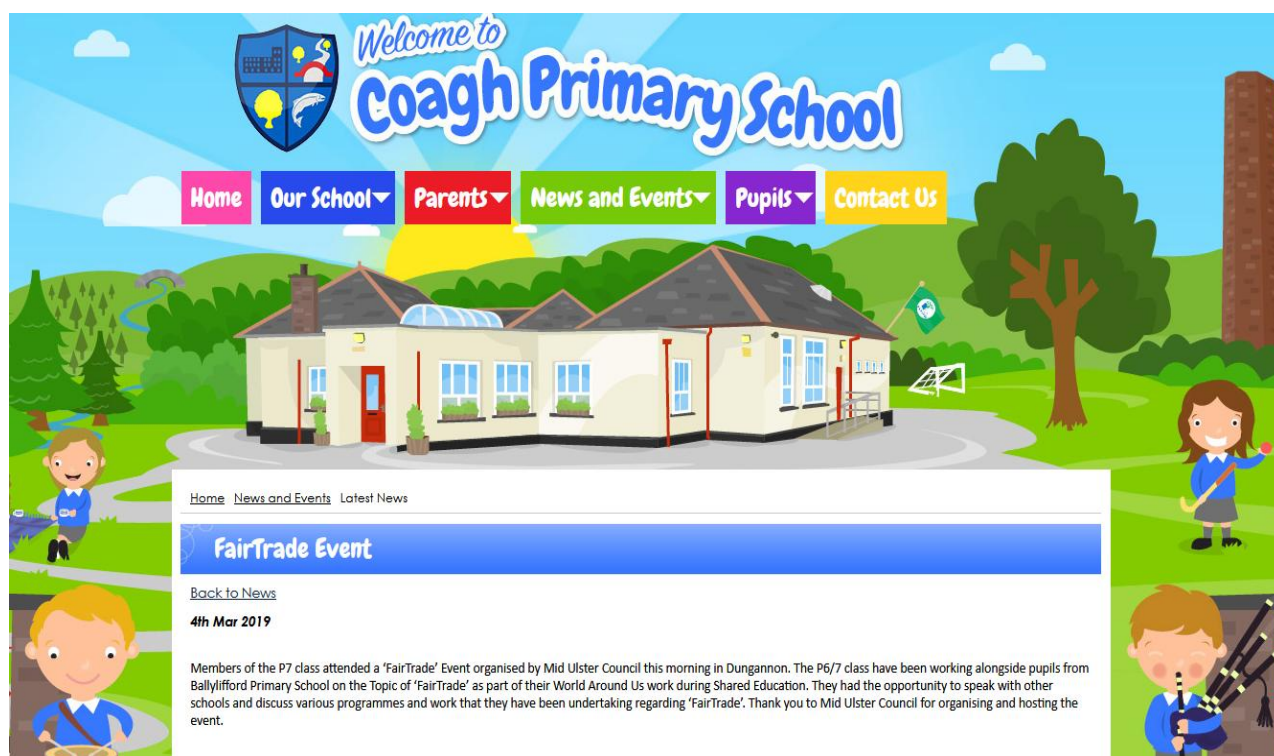 Welcome to
Coagh Primary School
Home Our School Parents News and Events Pupils Contact Us
Home News and Events Latest News
FairTrade Event
Back to News
4th Mar 2019
Members of the P7 class attended a ‘FairTrade’ Event organised by Mid Ulster Council this morning in Dungannon. The P6/7 class have been working alongside pupils from
Ballylifford Primary School on the Topic of ‘FairTrade’ as part of their World Around Us work during Shared Education. They had the opportunity to speak with other
schools and discuss various programmes and work that they have been undertaking regarding ‘FairTrade’. Thank you to Mid Ulster Council for organising and hosting the
event.